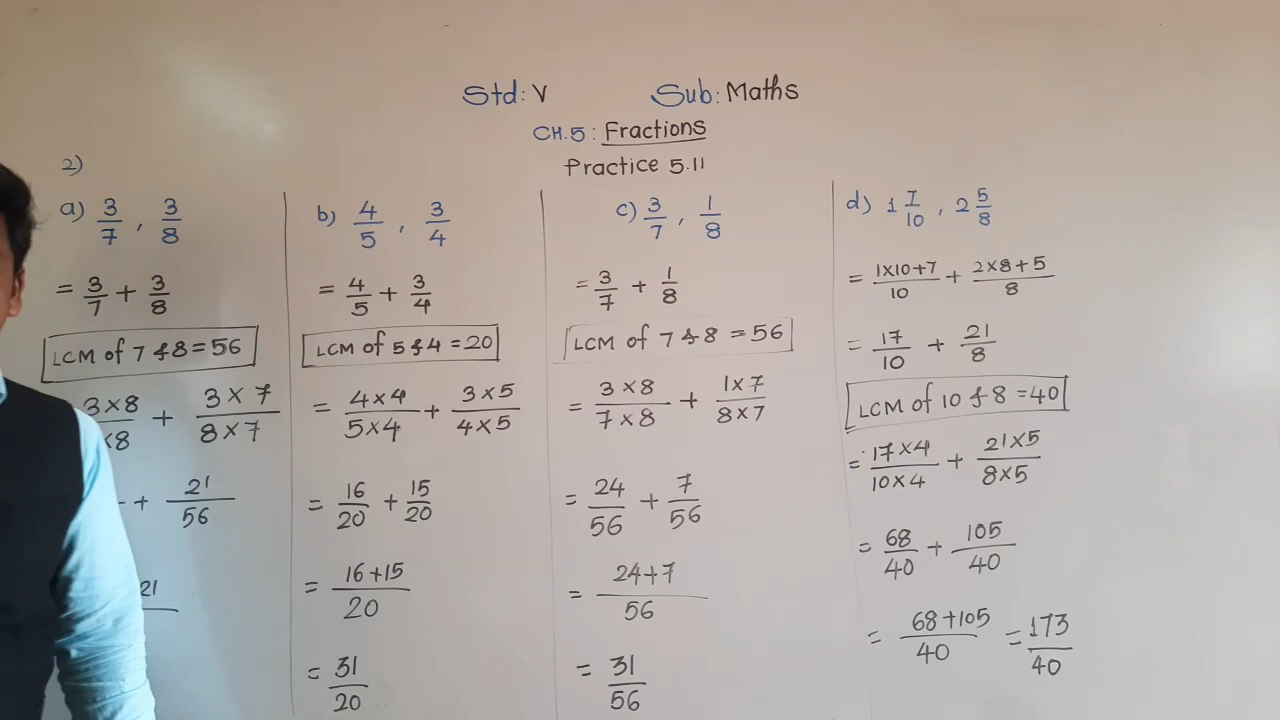 Std: V Sub: Maths
CH.5: Fractions
Practice 5.11
2)
a) 3/7, 3/8
= 3/7 + 3/8
LCM of 7 & 8 = 56
3×8/×8 + 3×7/8×7
+ 21/56
21
b) 4/5, 3/4
= 4/5 + 3/4
LCM of 5 & 4 = 20
= 4×4/5×4 + 3×5/4×5
= 16/20 + 15/20
= 16+15/20
= 31/20
c) 3/7, 1/8
= 3/7 + 1/8
LCM of 7 & 8 = 56
= 3×8/7×8 + 1×7/8×7
= 24/56 + 7/56
= 24+7/56
= 31/56
d) 1 7/10, 2 5/8
= 1×10+7/10 + 2×8+5/8
= 17/10 + 21/8
LCM of 10 & 8 = 40
= 17×4/10×4 + 21×5/8×5
= 68/40 + 105/40
= 68+105/40 = 173/40